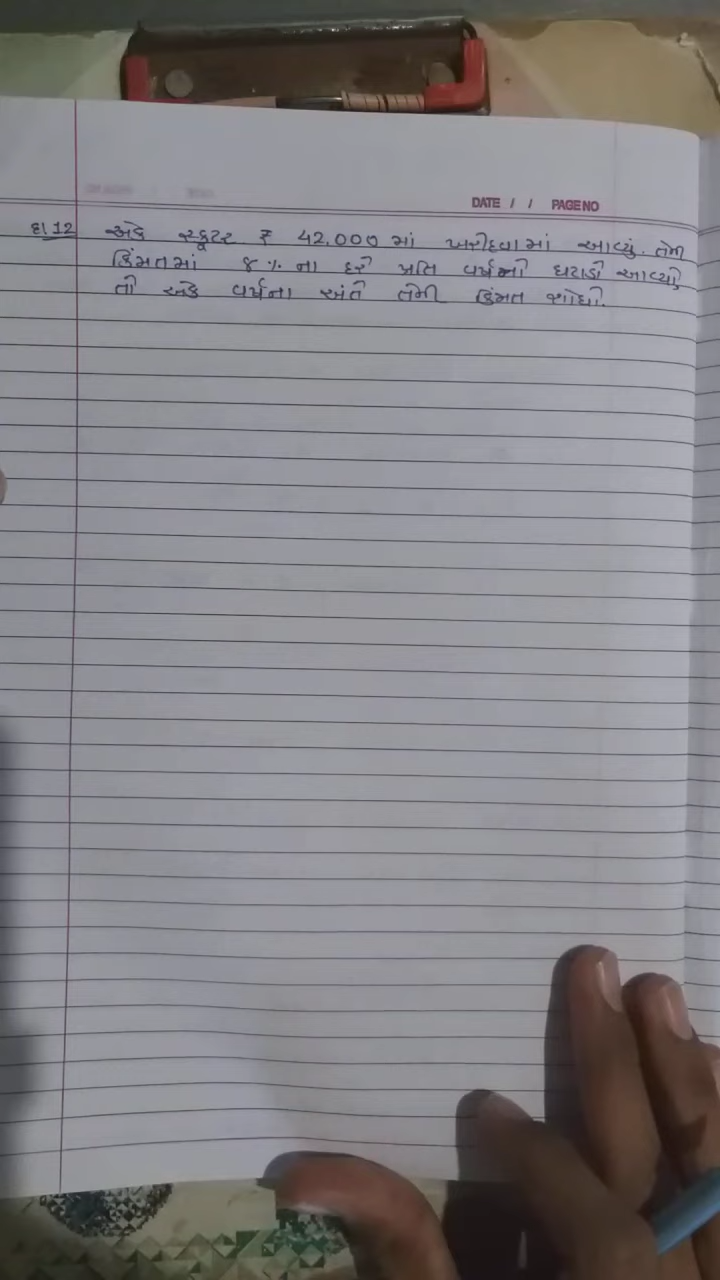 DATE / / PAGE NO
દા 12 એક સ્કૂટર ₹ 42,000 માં ખરીદવામાં આવ્યું. તેની
કિંમતમાં ૪% ના દરે પ્રતિ વર્ષનો ઘટાડો આવ્યો,
તો એક વર્ષના અંતે તેની કિંમત શોધો.